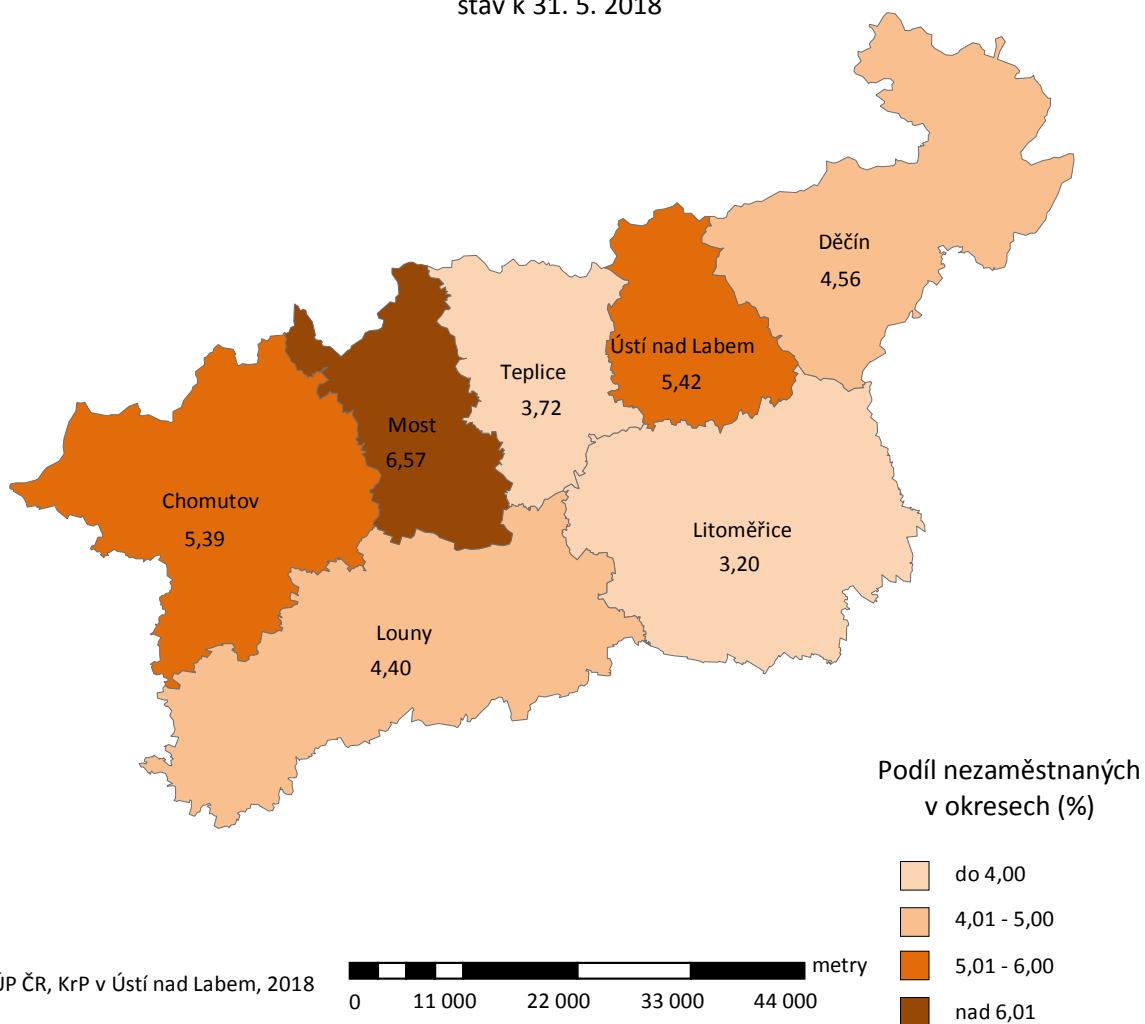 stav k 31. 5. 2018
Děčín
4,56
Ústí nad Labem
5,42
Teplice
3,72
Most
6,57
Chomutov
5,39
Litoměřice
3,20
Louny
4,40
Podíl nezaměstnaných
v okresech (%)
do 4,00
4,01 - 5,00
5,01 - 6,00
nad 6,01
ÚP ČR, KrP v Ústí nad Labem, 2018
metry
0 11 000 22 000 33 000 44 000